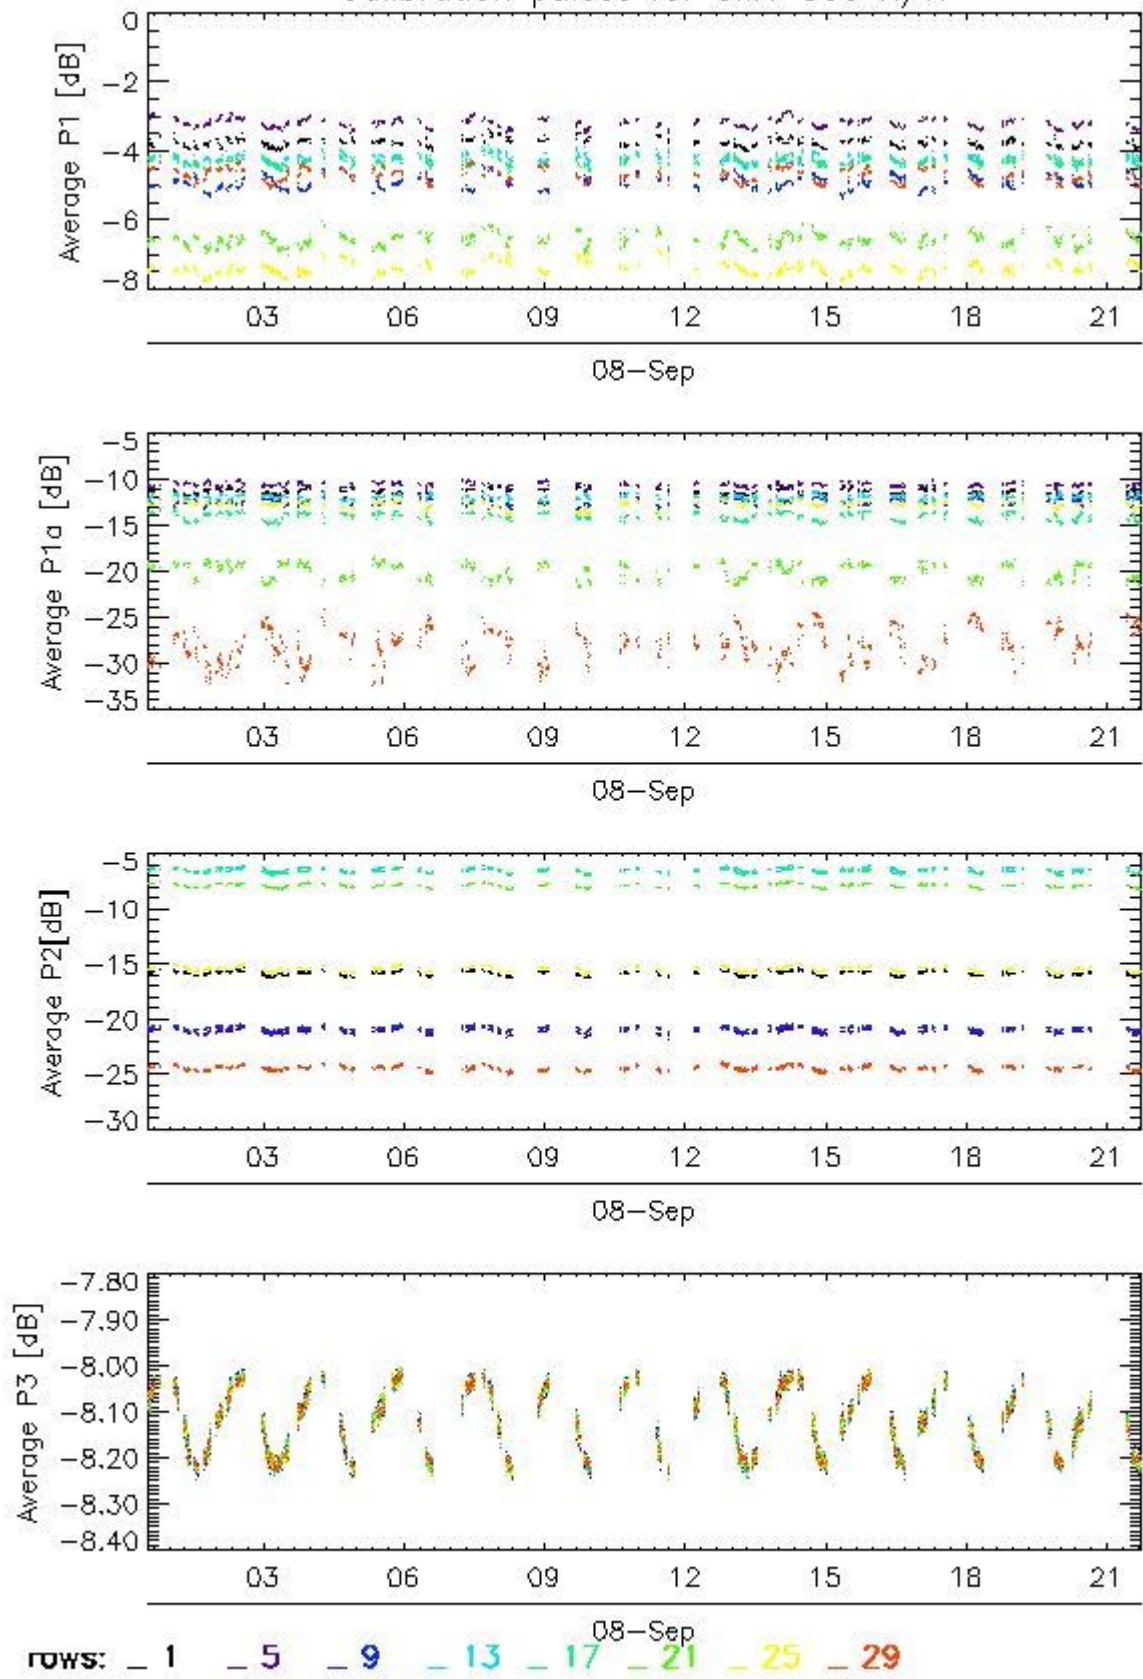 0
-2
-4
-6
-8
Average P1 [dB]
03 06 09 12 15 18 21
08-Sep
-5
-10
-15
-20
-25
-30
-35
Average P1a [dB]
03 06 09 12 15 18 21
08-Sep
-5
-10
-15
-20
-25
-30
Average P2[dB]
03 06 09 12 15 18 21
08-Sep
-7.80
-7.90
-8.00
-8.10
-8.20
-8.30
-8.40
Average P3 [dB]
03 06 09 12 15 18 21
08-Sep
rows: _ 1 _ 5 _ 9 _ 13 _ 17 _ 21 _ 25 _ 29